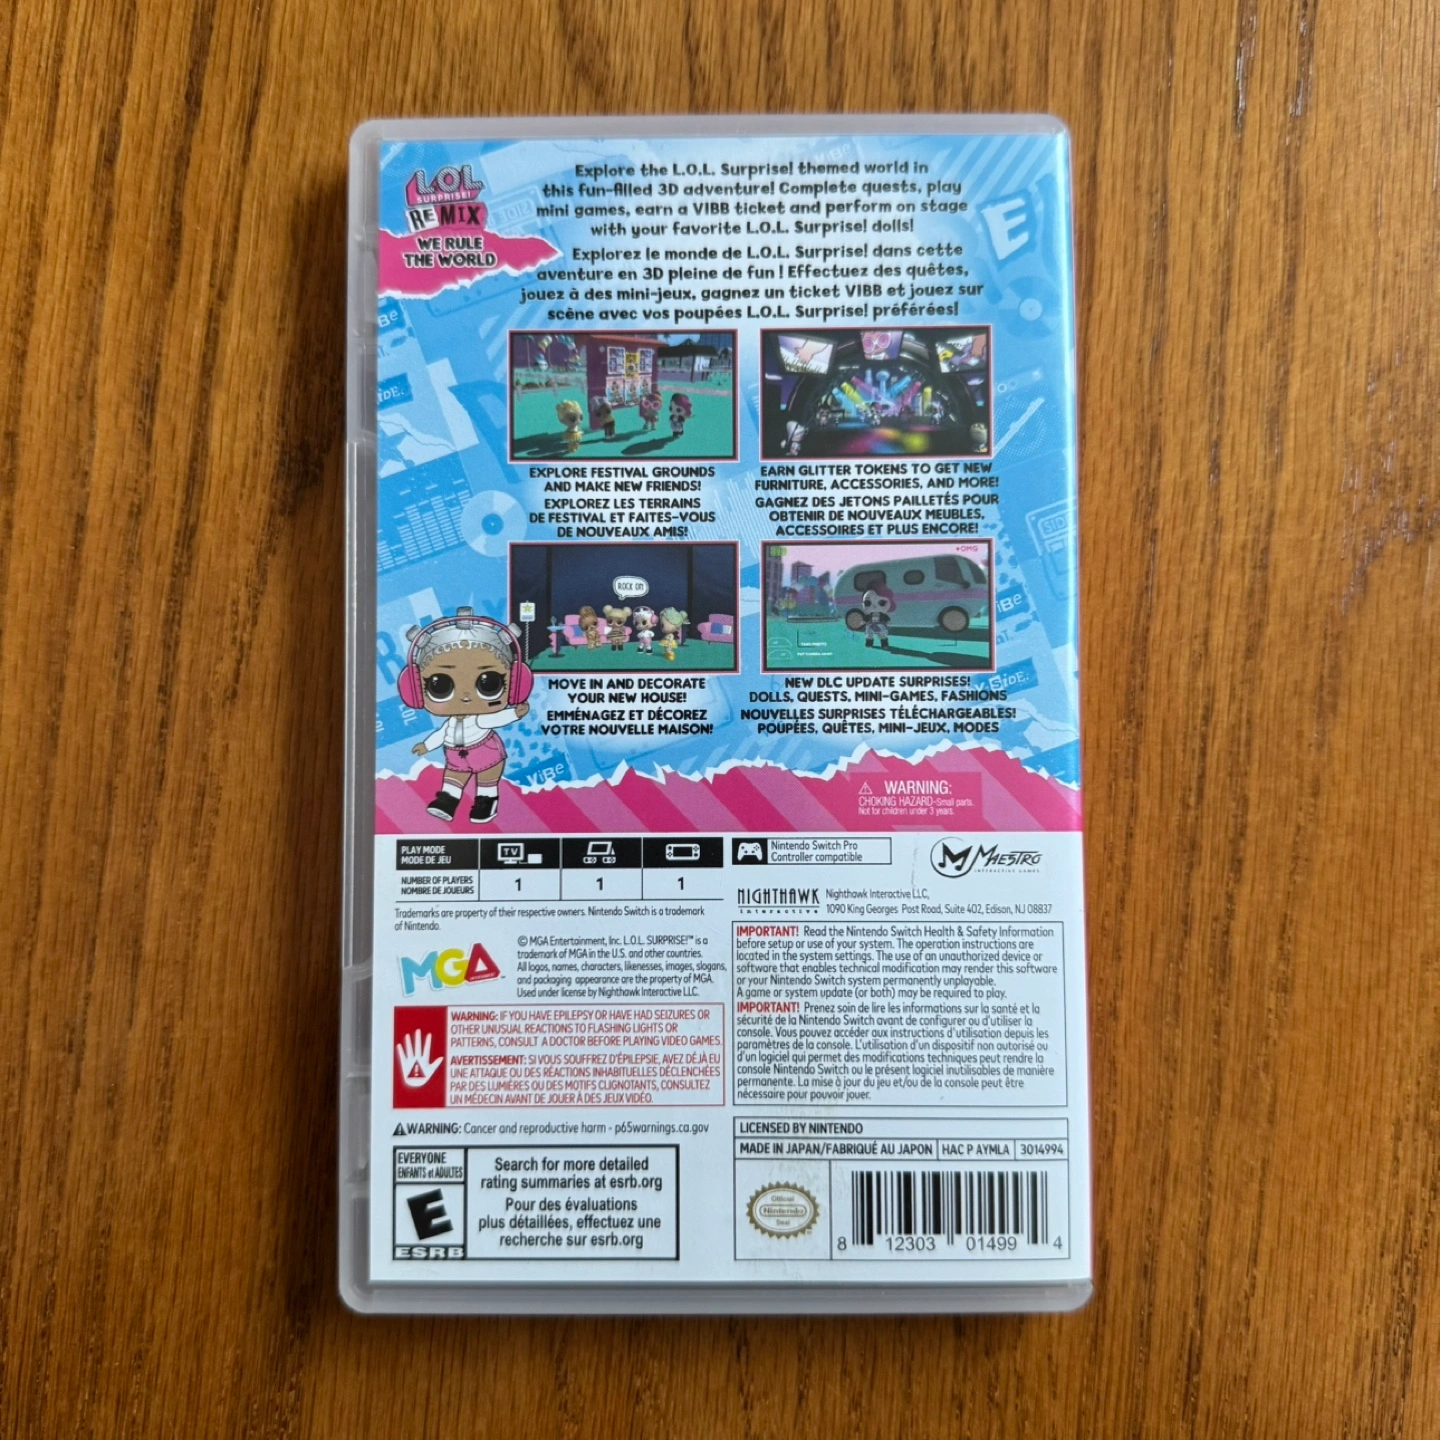 LOL
SURPRISE!
REMIX
WE RULE
THE WORLD
Explore the L.O.L. Surprise! themed world in
this fun-filled 3D adventure! Complete quests, play
mini games, earn a VIBB ticket and perform on stage
with your favorite L.O.L. Surprise! dolls!
Explorez le monde de L.O.L. Surprise! dans cette
aventure en 3D pleine de fun ! Effectuez des quêtes,
jouez à des mini-jeux, gagnez un ticket VIBB et jouez sur
scène avec vos poupées L.O.L. Surprise! préférées!
EXPLORE FESTIVAL GROUNDS
AND MAKE NEW FRIENDS!
EXPLOREZ LES TERRAINS
DE FESTIVAL ET FAITES-VOUS
DE NOUVEAUX AMIS!
EARN GLITTER TOKENS TO GET NEW
FURNITURE, ACCESSORIES, AND MORE!
GAGNEZ DES JETONS PAILLETÉS POUR
OBTENIR DE NOUVEAUX MEUBLES,
ACCESSOIRES ET PLUS ENCORE!
ROCK ON!
MOVE IN AND DECORATE
YOUR NEW HOUSE!
EMMÉNAGEZ ET DÉCOREZ
VOTRE NOUVELLE MAISON!
OMG
NEW DLC UPDATE SURPRISES!
DOLLS, QUESTS, MINI-GAMES, FASHIONS
NOUVELLES SURPRISES TÉLÉCHARGEABLES!
POUPÉES, QUÊTES, MINI-JEUX, MODES
WARNING:
CHOKING HAZARD-Small parts.
Not for children under 3 years.
PLAY MODE
MODE DE JEU
TV
NUMBER OF PLAYERS
NOMBRE DE JOUEURS
1 1 1
Nintendo Switch Pro
Controller compatible
MAESTRO
INTERACTIVE GAMES
Trademarks are property of their respective owners. Nintendo Switch is a trademark
of Nintendo.
NIGHTHAWK
interactive
Nighthawk Interactive LLC,
1090 King Georges Post Road, Suite 402, Edison, NJ 08837
MGA
© MGA Entertainment, Inc. L.O.L. SURPRISE!™ is a
trademark of MGA in the U.S. and other countries.
All logos, names, characters, likenesses, images, slogans,
and packaging appearance are the property of MGA.
Used under license by Nighthawk Interactive LLC.
IMPORTANT! Read the Nintendo Switch Health & Safety Information
before setup or use of your system. The operation instructions are
located in the system settings. The use of an unauthorized device or
software that enables technical modification may render this software
or your Nintendo Switch system permanently unplayable.
A game or system update (or both) may be required to play.
IMPORTANT! Prenez soin de lire les informations sur la santé et la
sécurité de la Nintendo Switch avant de configurer ou d'utiliser la
console. Vous pouvez accéder aux instructions d'utilisation depuis les
paramètres de la console. L'utilisation d'un dispositif non autorisé ou
d'un logiciel qui permet des modifications techniques peut rendre la
console Nintendo Switch ou le présent logiciel inutilisables de manière
permanente. La mise à jour du jeu et/ou de la console peut être
nécessaire pour pouvoir jouer.
WARNING: IF YOU HAVE EPILEPSY OR HAVE HAD SEIZURES OR
OTHER UNUSUAL REACTIONS TO FLASHING LIGHTS OR
PATTERNS, CONSULT A DOCTOR BEFORE PLAYING VIDEO GAMES.
AVERTISSEMENT: SI VOUS SOUFFREZ D'ÉPILEPSIE, AVEZ DÉJÀ EU
UNE ATTAQUE OU DES RÉACTIONS INHABITUELLES DÉCLENCHÉES
PAR DES LUMIÈRES OU DES MOTIFS CLIGNOTANTS, CONSULTEZ
UN MÉDECIN AVANT DE JOUER À DES JEUX VIDÉO.
WARNING: Cancer and reproductive harm - p65warnings.ca.gov
LICENSED BY NINTENDO
MADE IN JAPAN/FABRIQUÉ AU JAPON HAC P AYMLA 3014994
EVERYONE
ENFANTS et ADULTES
E
ESRB
Search for more detailed
rating summaries at esrb.org
Pour des évaluations
plus détaillées, effectuez une
recherche sur esrb.org
Official
Nintendo
Seal
8 12303 01499 4